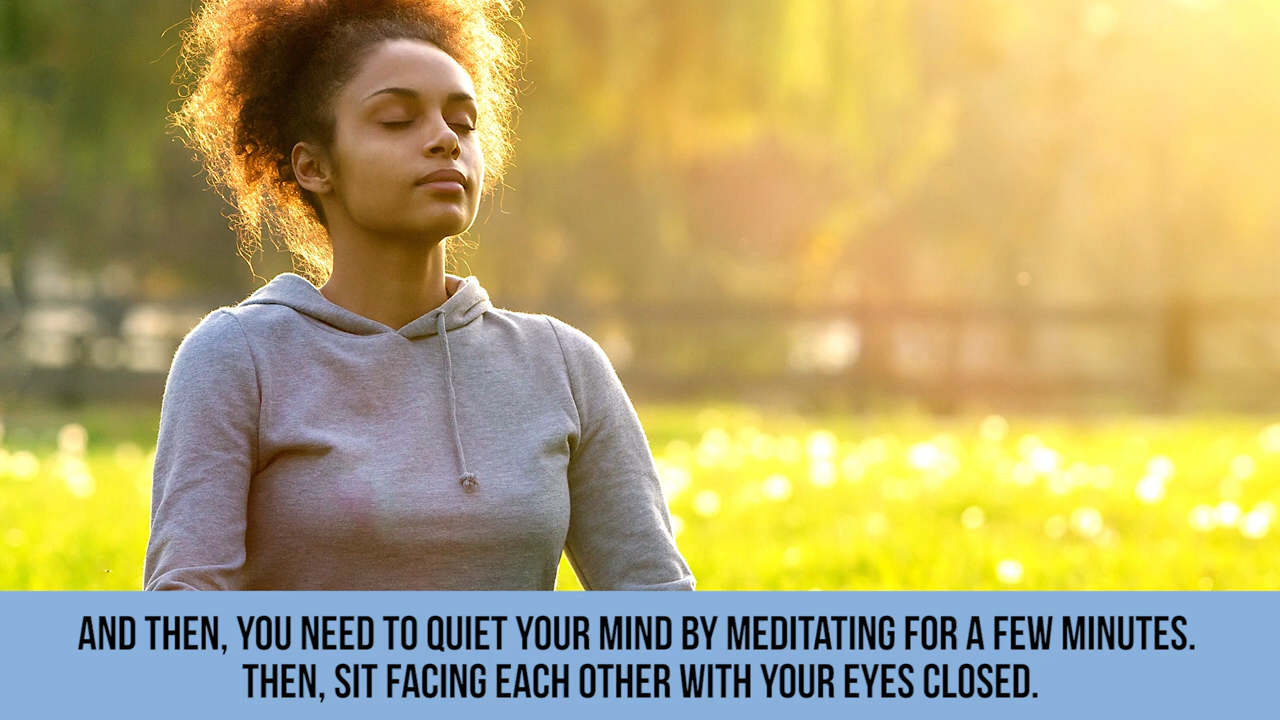 AND THEN, YOU NEED TO QUIET YOUR MIND BY MEDITATING FOR A FEW MINUTES.
THEN, SIT FACING EACH OTHER WITH YOUR EYES CLOSED.